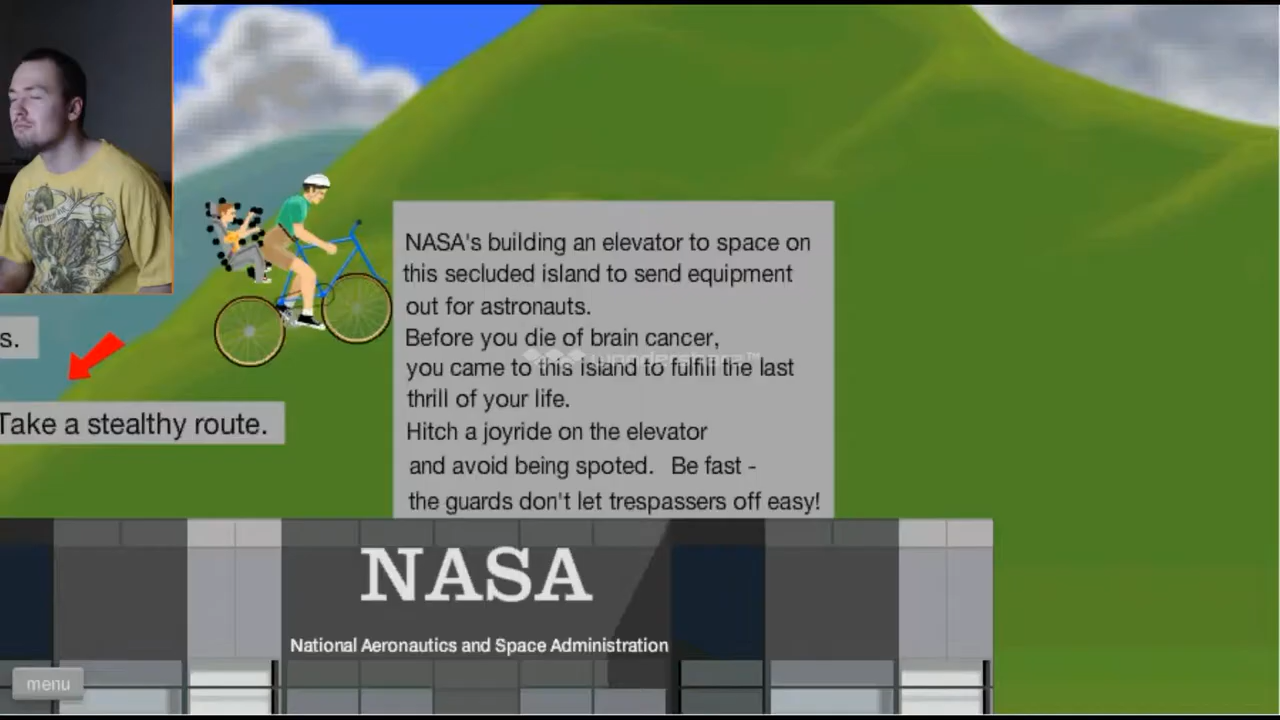 NASA's building an elevator to space on
this secluded island to send equipment
out for astronauts.
Before you die of brain cancer,
you came to this island to fulfill the last
thrill of your life.
Hitch a joyride on the elevator
and avoid being spoted. Be fast -
the guards don't let trespassers off easy!
s.
Take a stealthy route.
wondershare™
NASA
National Aeronautics and Space Administration
menu